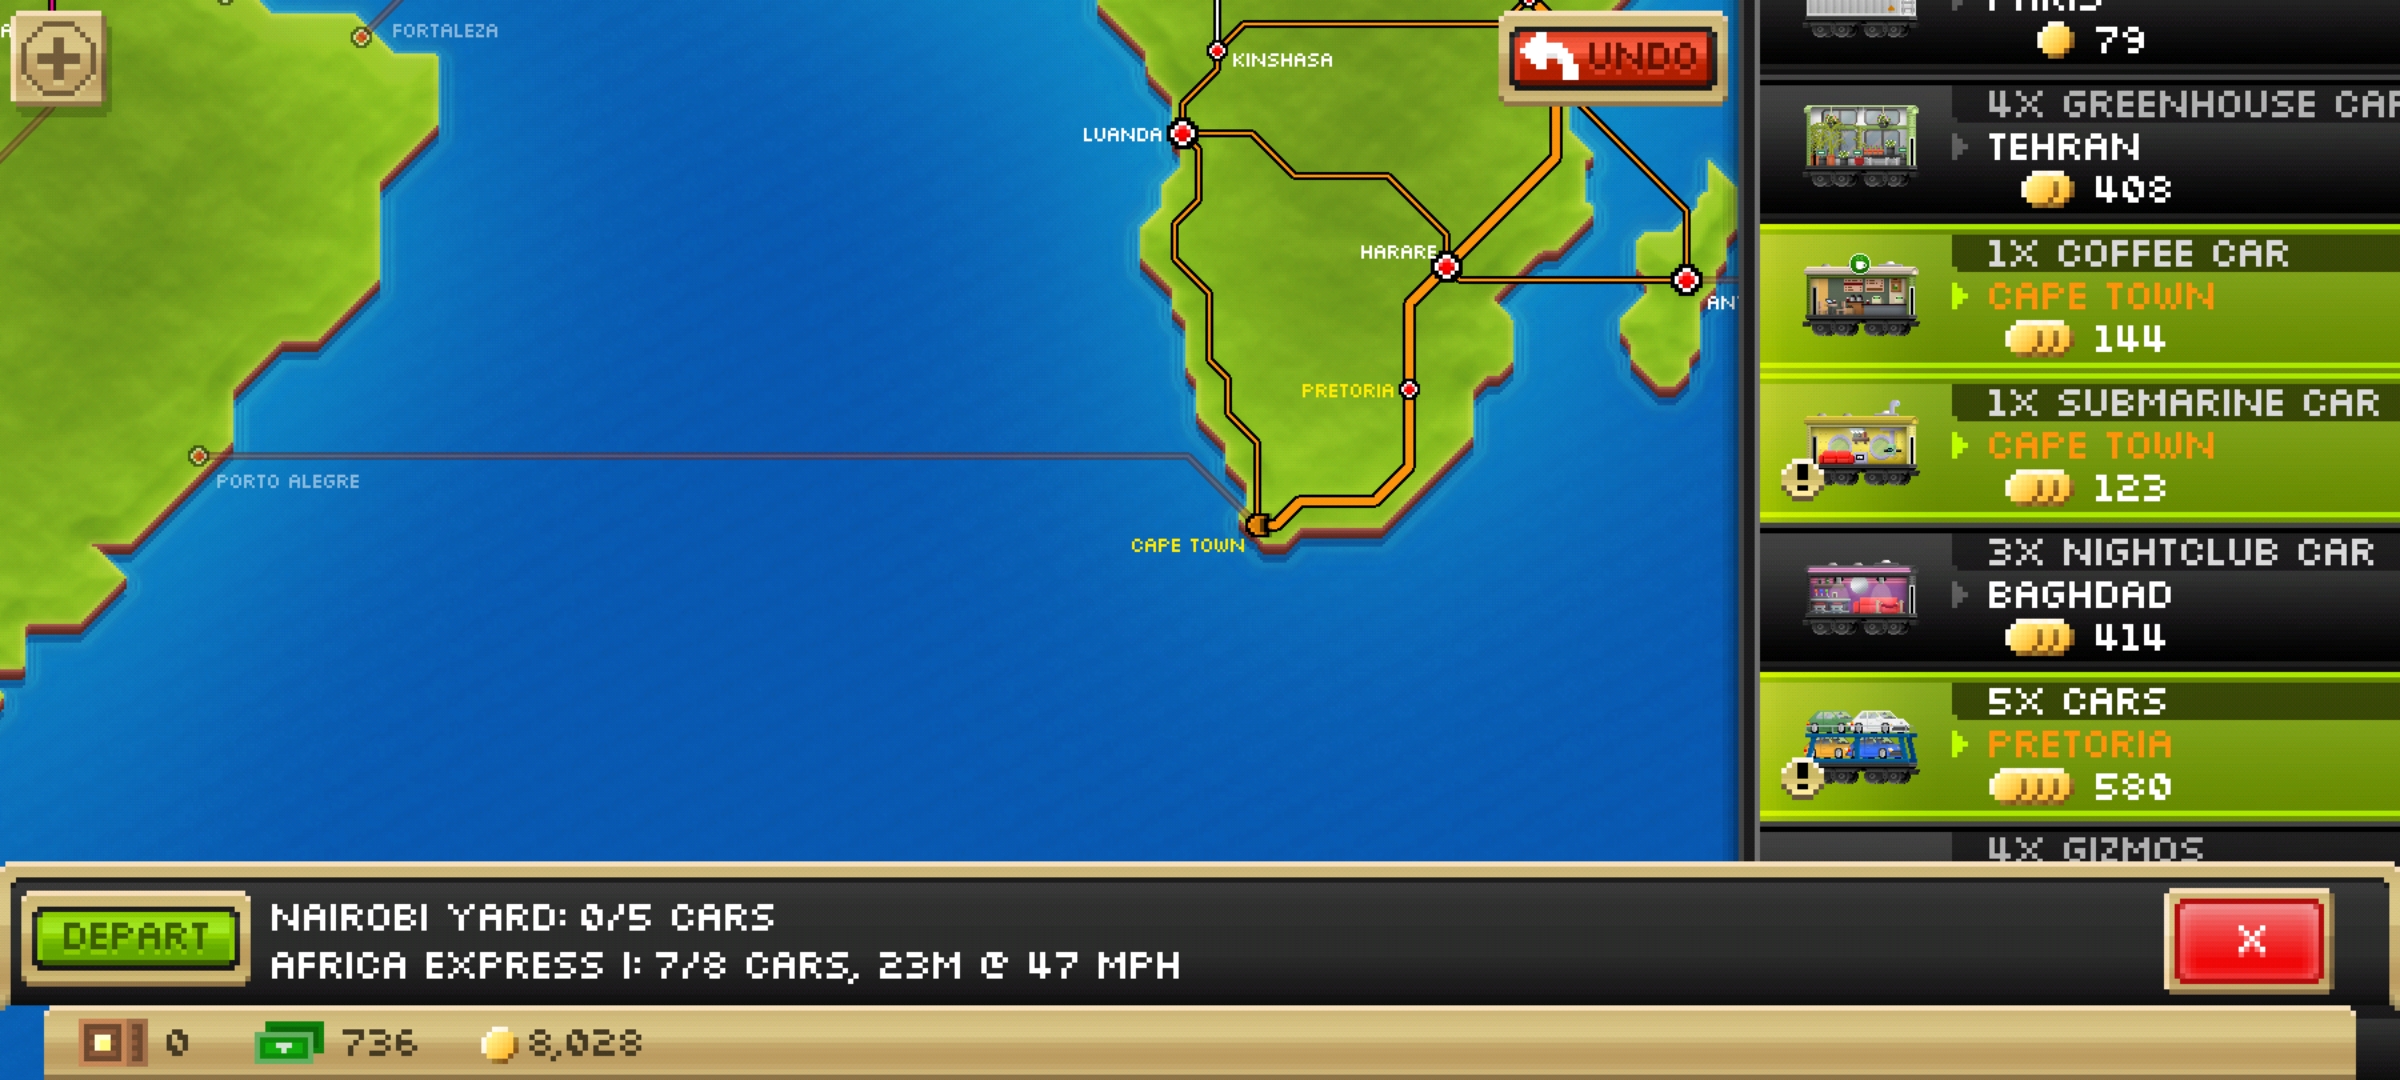 FORTALEZA
KINSHASA
LUANDA
HARARE
PRETORIA
PORTO ALEGRE
CAPE TOWN
UNDO
PARIS
79
4X GREENHOUSE CAR
TEHRAN
408
1X COFFEE CAR
CAPE TOWN
144
1X SUBMARINE CAR
CAPE TOWN
123
3X NIGHTCLUB CAR
BAGHDAD
414
5X CARS
PRETORIA
580
4X GIZMOS
DEPART
NAIROBI YARD: 0/5 CARS
AFRICA EXPRESS I: 7/8 CARS, 23M @ 47 MPH
X
0
736
8,028